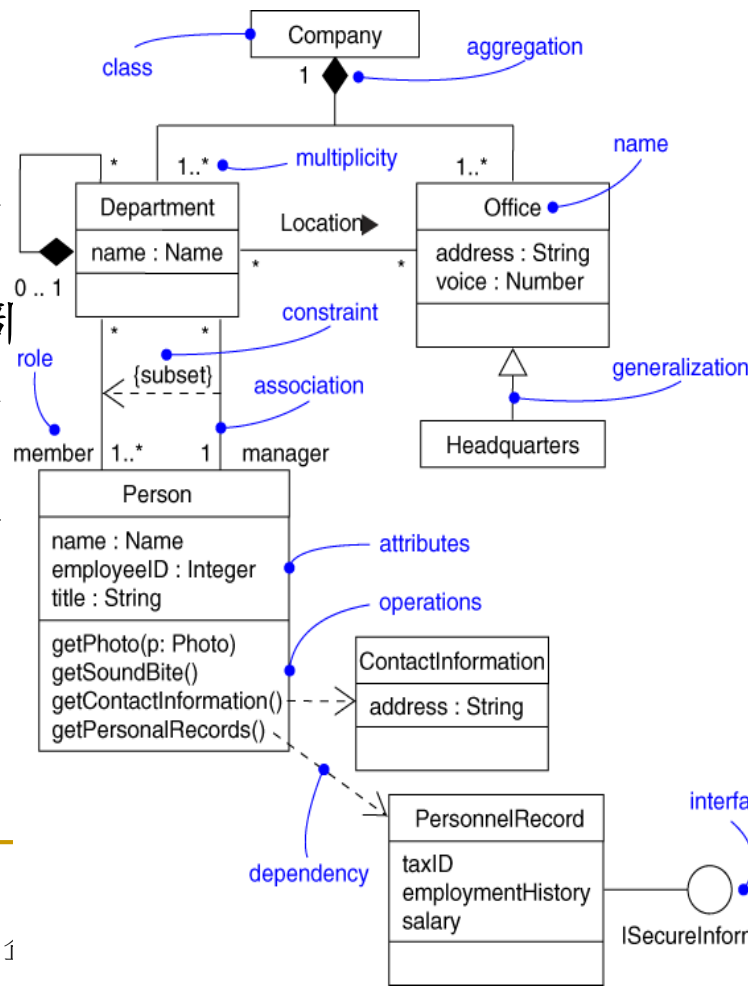 Company
class
aggregation
1
*
1..*
multiplicity
1..*
name
Department
Office
Location
name : Name
address : String
voice : Number
*
*
0 .. 1
constraint
*
*
role
{subset}
generalization
association
member
1..*
1
manager
Headquarters
Person
name : Name
employeeID : Integer
title : String
attributes
operations
getPhoto(p: Photo)
getSoundBite()
getContactInformation()
getPersonalRecords()
ContactInformation
address : String
PersonnelRecord
interfa
taxID
employmentHistory
salary
dependency
ISecureInfor